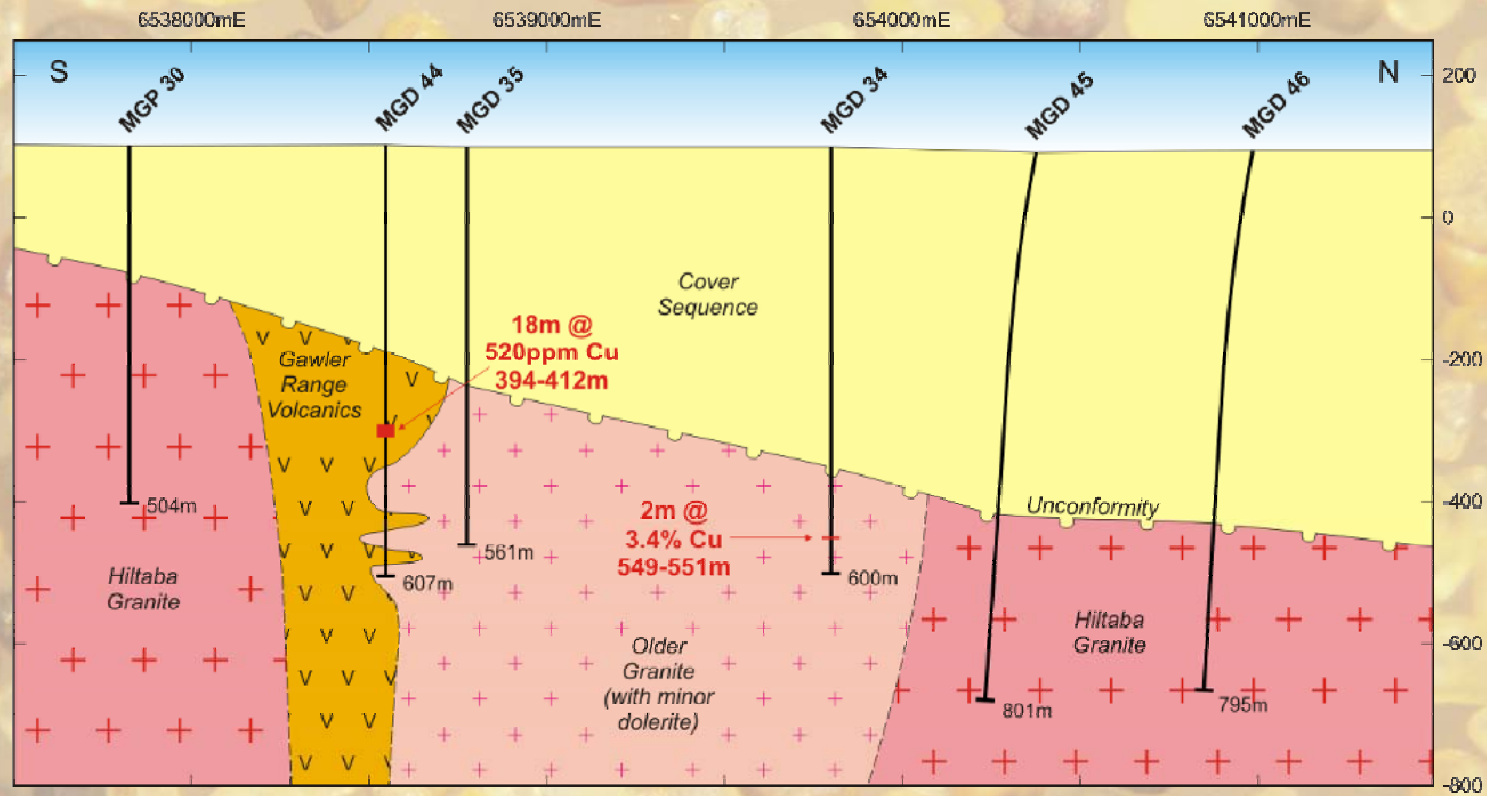 6538000mE
6539000mE
654000mE
6541000mE
S
N
MGP 30
MGD 44
MGD 35
MGD 34
MGD 45
MGD 46
200
0
-200
-400
-600
-800
Cover
Sequence
18m @
520ppm Cu
394-412m
Gawler
Range
Volcanics
504m
607m
561m
2m @
3.4% Cu
549-551m
600m
Unconformity
Hiltaba
Granite
Older
Granite
(with minor
dolerite)
Hiltaba
Granite
801m
795m